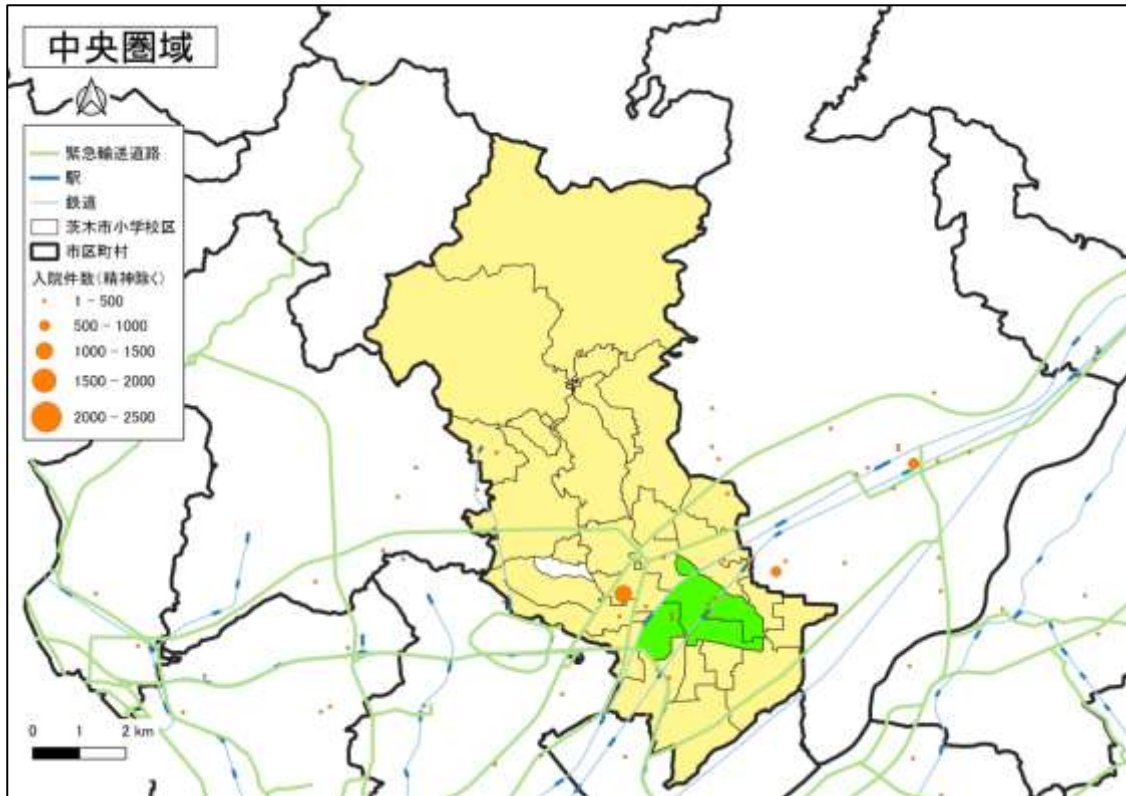 中央圏域
緊急輸送道路
駅
鉄道
茨木市小学校区
市区町村
入院件数(精神除く)
1 - 500
500 - 1000
1000 - 1500
1500 - 2000
2000 - 2500
0 1 2 km